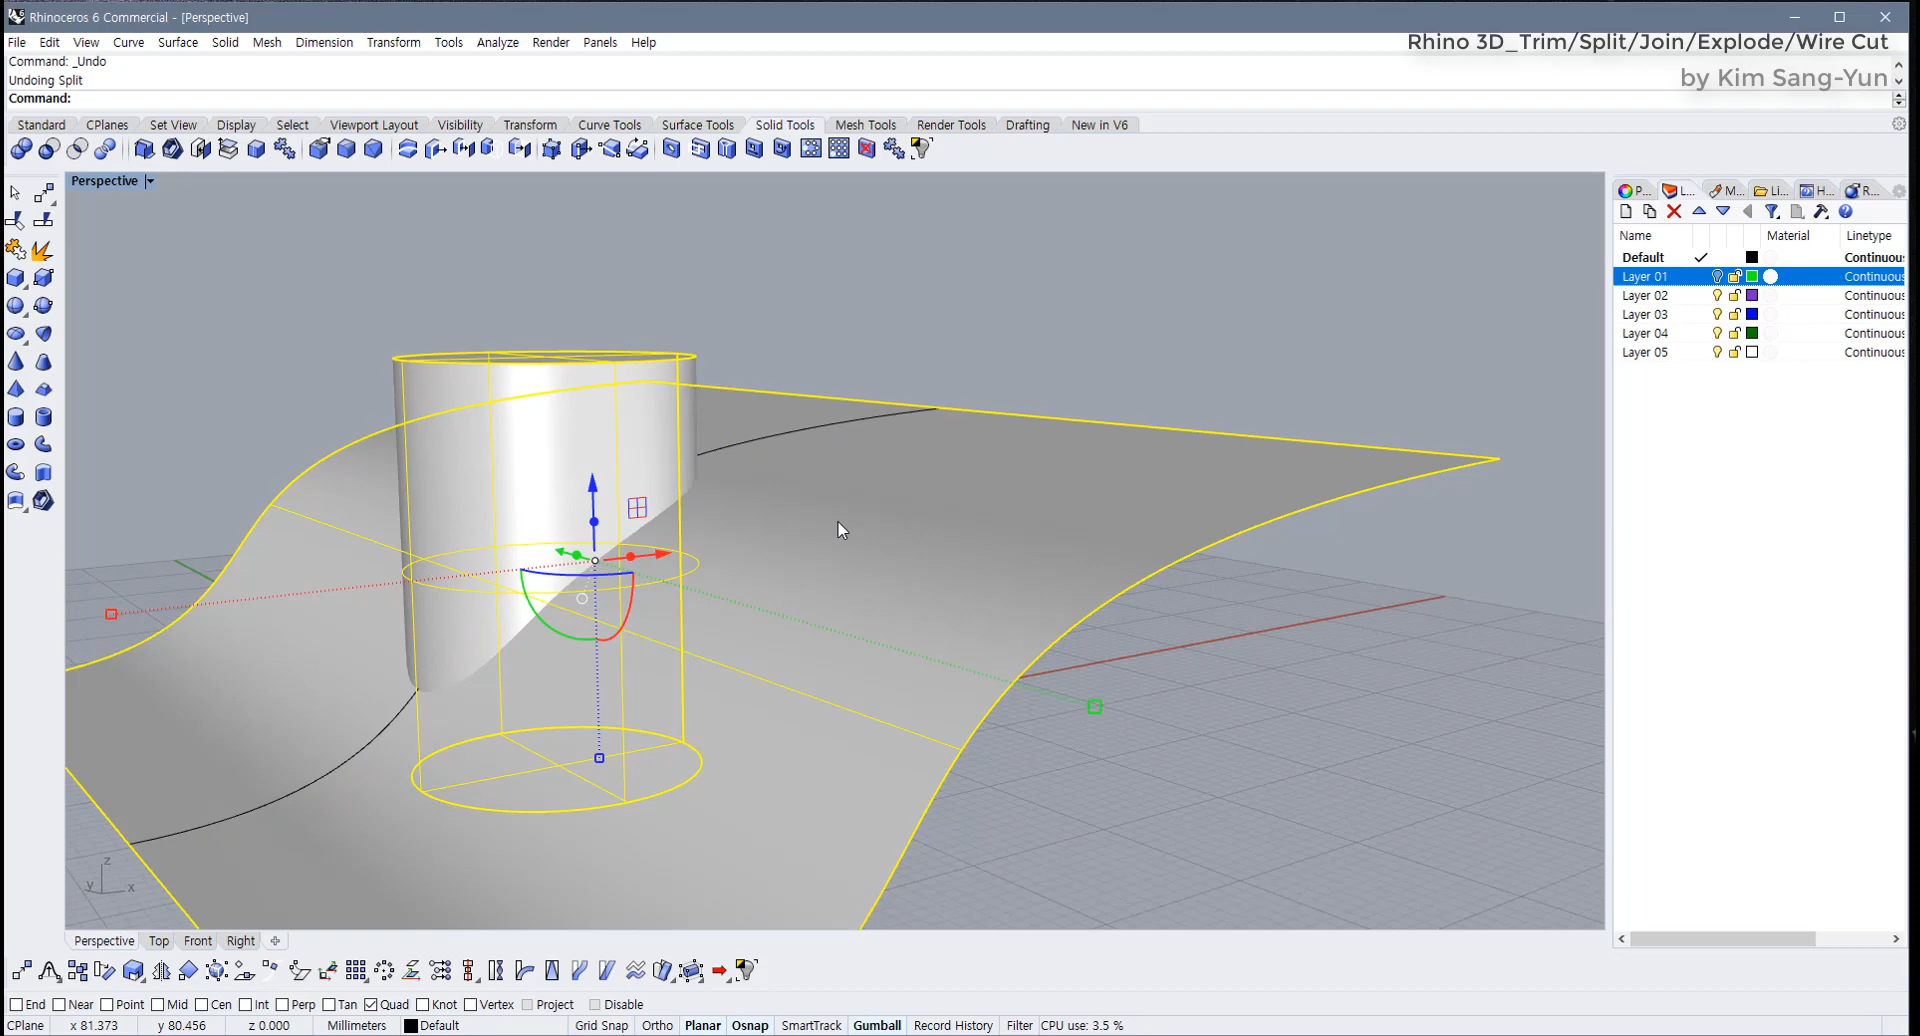 Rhinoceros 6 Commercial - [Perspective]
File Edit View Curve Surface Solid Mesh Dimension Transform Tools Analyze Render Panels Help
Rhino 3D_Trim/Split/Join/Explode/Wire Cut
by Kim Sang-Yun
Command: _Undo
Undoing Split
Command:
Standard CPlanes Set View Display Select Viewport Layout Visibility Transform Curve Tools Surface Tools Solid Tools Mesh Tools Render Tools Drafting New in V6
Perspective
P... L... M... Li... H... R...
Name Material Linetype
Default Continuous
Layer 01 Continuous
Layer 02 Continuous
Layer 03 Continuous
Layer 04 Continuous
Layer 05 Continuous
z
y x
Perspective Top Front Right
End Near Point Mid Cen Int Perp Tan Quad Knot Vertex Project Disable
CPlane x 81.373 y 80.456 z 0.000 Millimeters Default Grid Snap Ortho Planar Osnap SmartTrack Gumball Record History Filter CPU use: 3.5 %